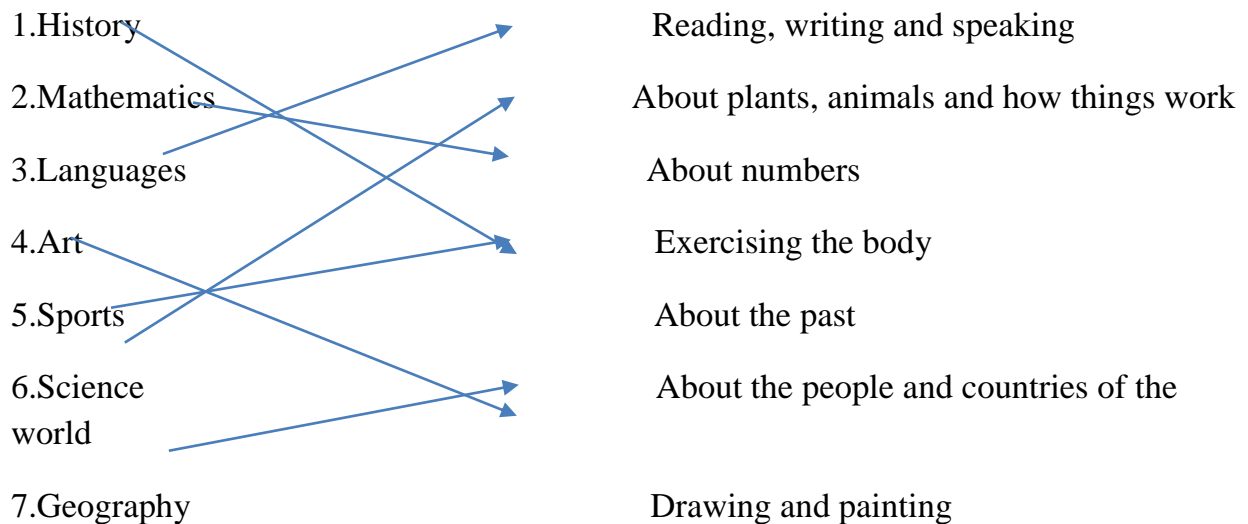 1.History Reading, writing and speaking
2.Mathematics About plants, animals and how things work
3.Languages About numbers
4.Art Exercising the body
5.Sports About the past
6.Science About the people and countries of the
world
7.Geography Drawing and painting